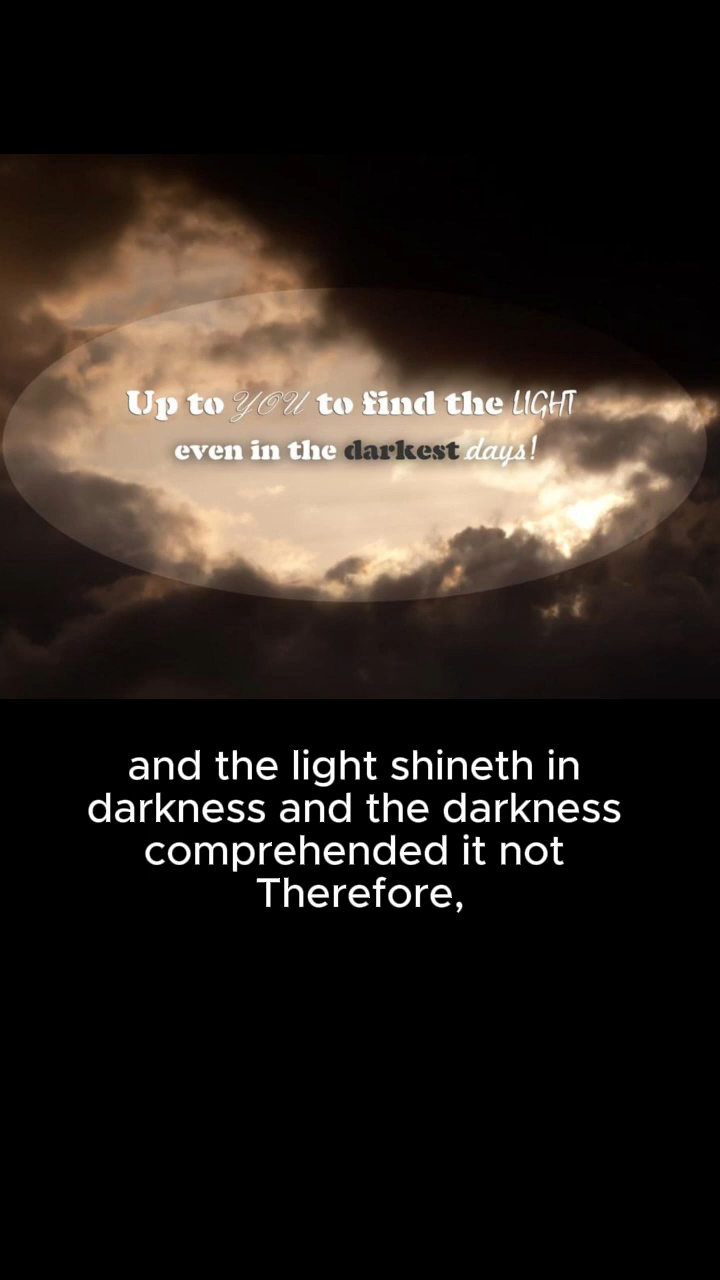 Up to YOU to find the LIGHT
even in the darkest days!
and the light shineth in
darkness and the darkness
comprehended it not
Therefore,